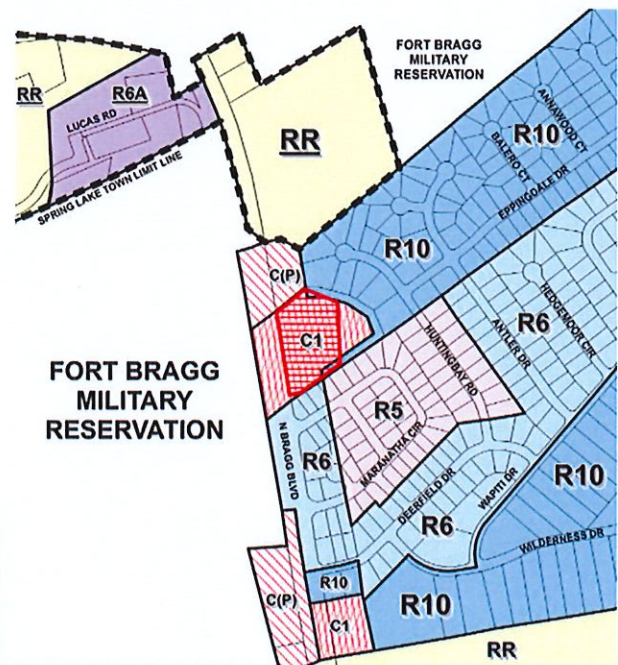 FORT BRAGG
MILITARY
RESERVATION
RR
R6A
LUCAS RD
RR
SPRING LAKE TOWN LIMIT LINE
R10
ANNAWOOD CT
BALERO CT
EPPINGDALE DR
R10
C(P)
C1
R6
HEDGEMOOR CIR
ANTLER DR
HUNTINGBAY RD
FORT BRAGG
MILITARY
RESERVATION
R5
MARANATHA CIR
N BRAGG BLVD
R6
DEERFIELD DR
WAPITI DR
R6
R10
WILDERNESS DR
R10
C(P)
R10
C1
RR